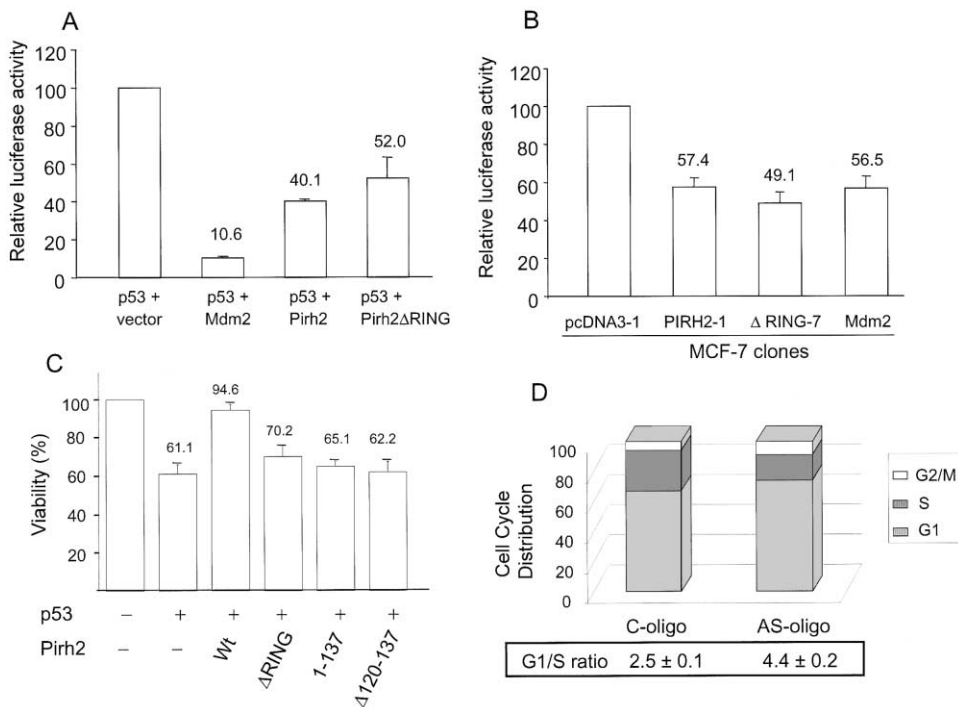 A
Relative luciferase activity
120
100
80
60
40
20
0
10.6
40.1
52.0
p53 + vector
p53 + Mdm2
p53 + Pirh2
p53 + Pirh2ΔRING
B
Relative luciferase activity
120
100
80
60
40
20
0
57.4
49.1
56.5
pcDNA3-1 PIRH2-1 Δ RING-7 Mdm2
MCF-7 clones
C
Viability (%)
100
80
60
40
20
61.1
94.6
70.2
65.1
62.2
p53 − + + + + +
Pirh2 − − Wt ΔRING 1-137 Δ120-137
D
Cell Cycle
Distribution
100
80
60
40
20
0
G2/M
S
G1
C-oligo AS-oligo
G1/S ratio 2.5 ± 0.1 4.4 ± 0.2